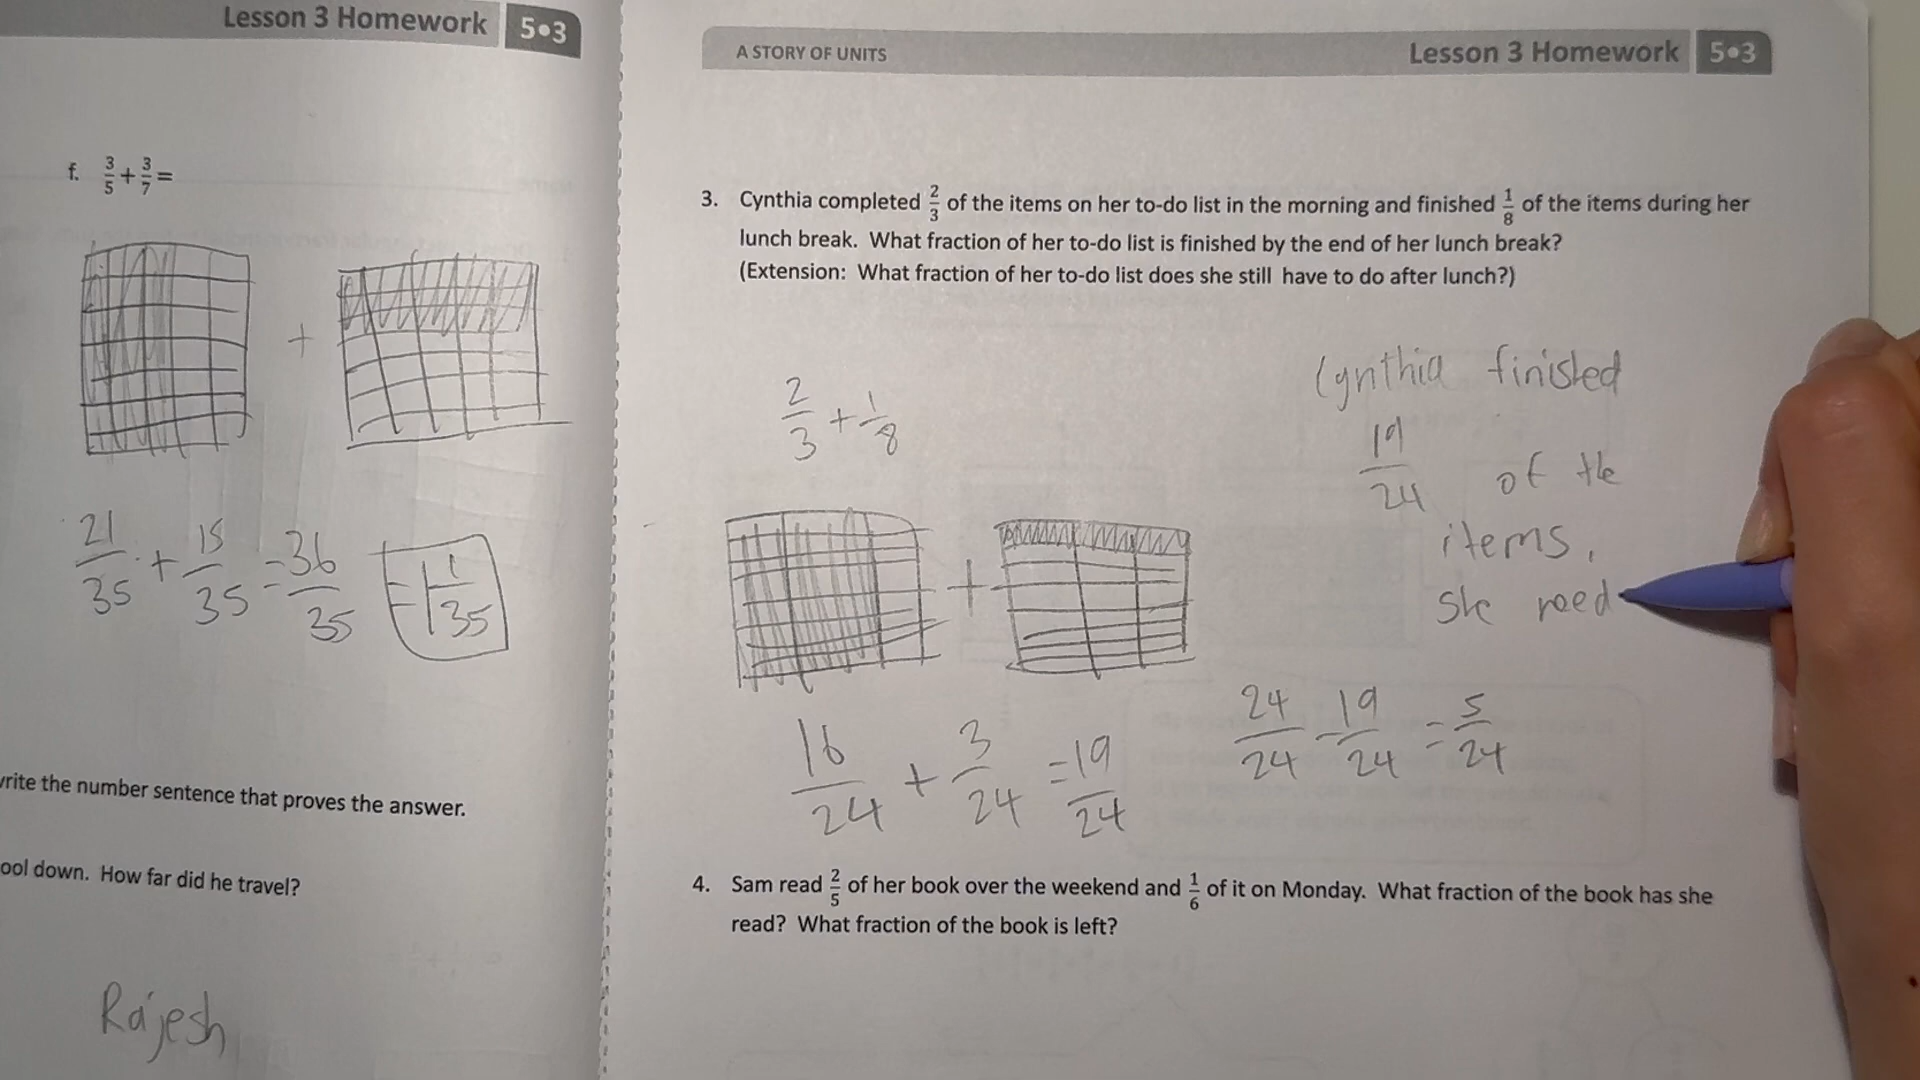 Lesson 3 Homework 5•3
f. 3/5 + 3/7 =
+
21/35 + 15/35 = 36/35 = 1 1/35
write the number sentence that proves the answer.
ool down. How far did he travel?
Rajesh
A STORY OF UNITS Lesson 3 Homework 5•3
3. Cynthia completed 2/3 of the items on her to-do list in the morning and finished 1/8 of the items during her
lunch break. What fraction of her to-do list is finished by the end of her lunch break?
(Extension: What fraction of her to-do list does she still have to do after lunch?)
2/3 + 1/8
+
16/24 + 3/24 = 19/24
Cynthia finished
19/24 of the
items,
she need
24/24 - 19/24 = 5/24
4. Sam read 2/5 of her book over the weekend and 1/6 of it on Monday. What fraction of the book has she
read? What fraction of the book is left?